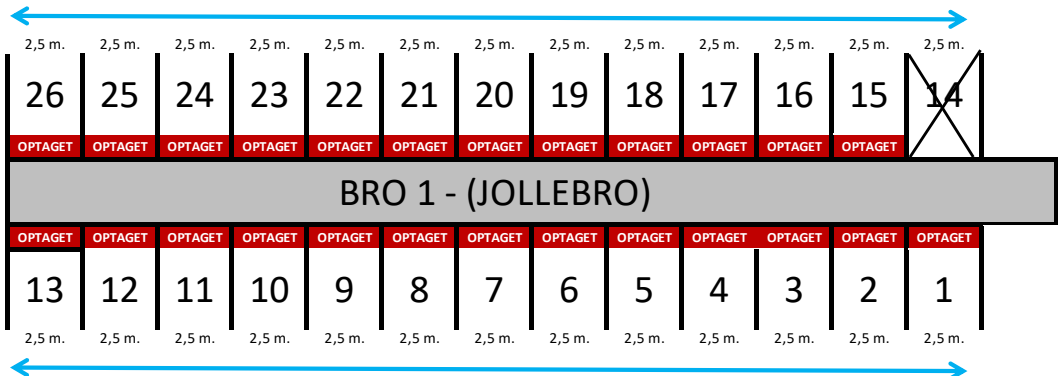 2,5 m. 2,5 m. 2,5 m. 2,5 m. 2,5 m. 2,5 m. 2,5 m. 2,5 m. 2,5 m. 2,5 m. 2,5 m. 2,5 m. 2,5 m.
26 25 24 23 22 21 20 19 18 17 16 15 14
OPTAGET OPTAGET OPTAGET OPTAGET OPTAGET OPTAGET OPTAGET OPTAGET OPTAGET OPTAGET OPTAGET OPTAGET
BRO 1 - (JOLLEBRO)
OPTAGET OPTAGET OPTAGET OPTAGET OPTAGET OPTAGET OPTAGET OPTAGET OPTAGET OPTAGET OPTAGET OPTAGET OPTAGET
13 12 11 10 9 8 7 6 5 4 3 2 1
2,5 m. 2,5 m. 2,5 m. 2,5 m. 2,5 m. 2,5 m. 2,5 m. 2,5 m. 2,5 m. 2,5 m. 2,5 m. 2,5 m. 2,5 m.